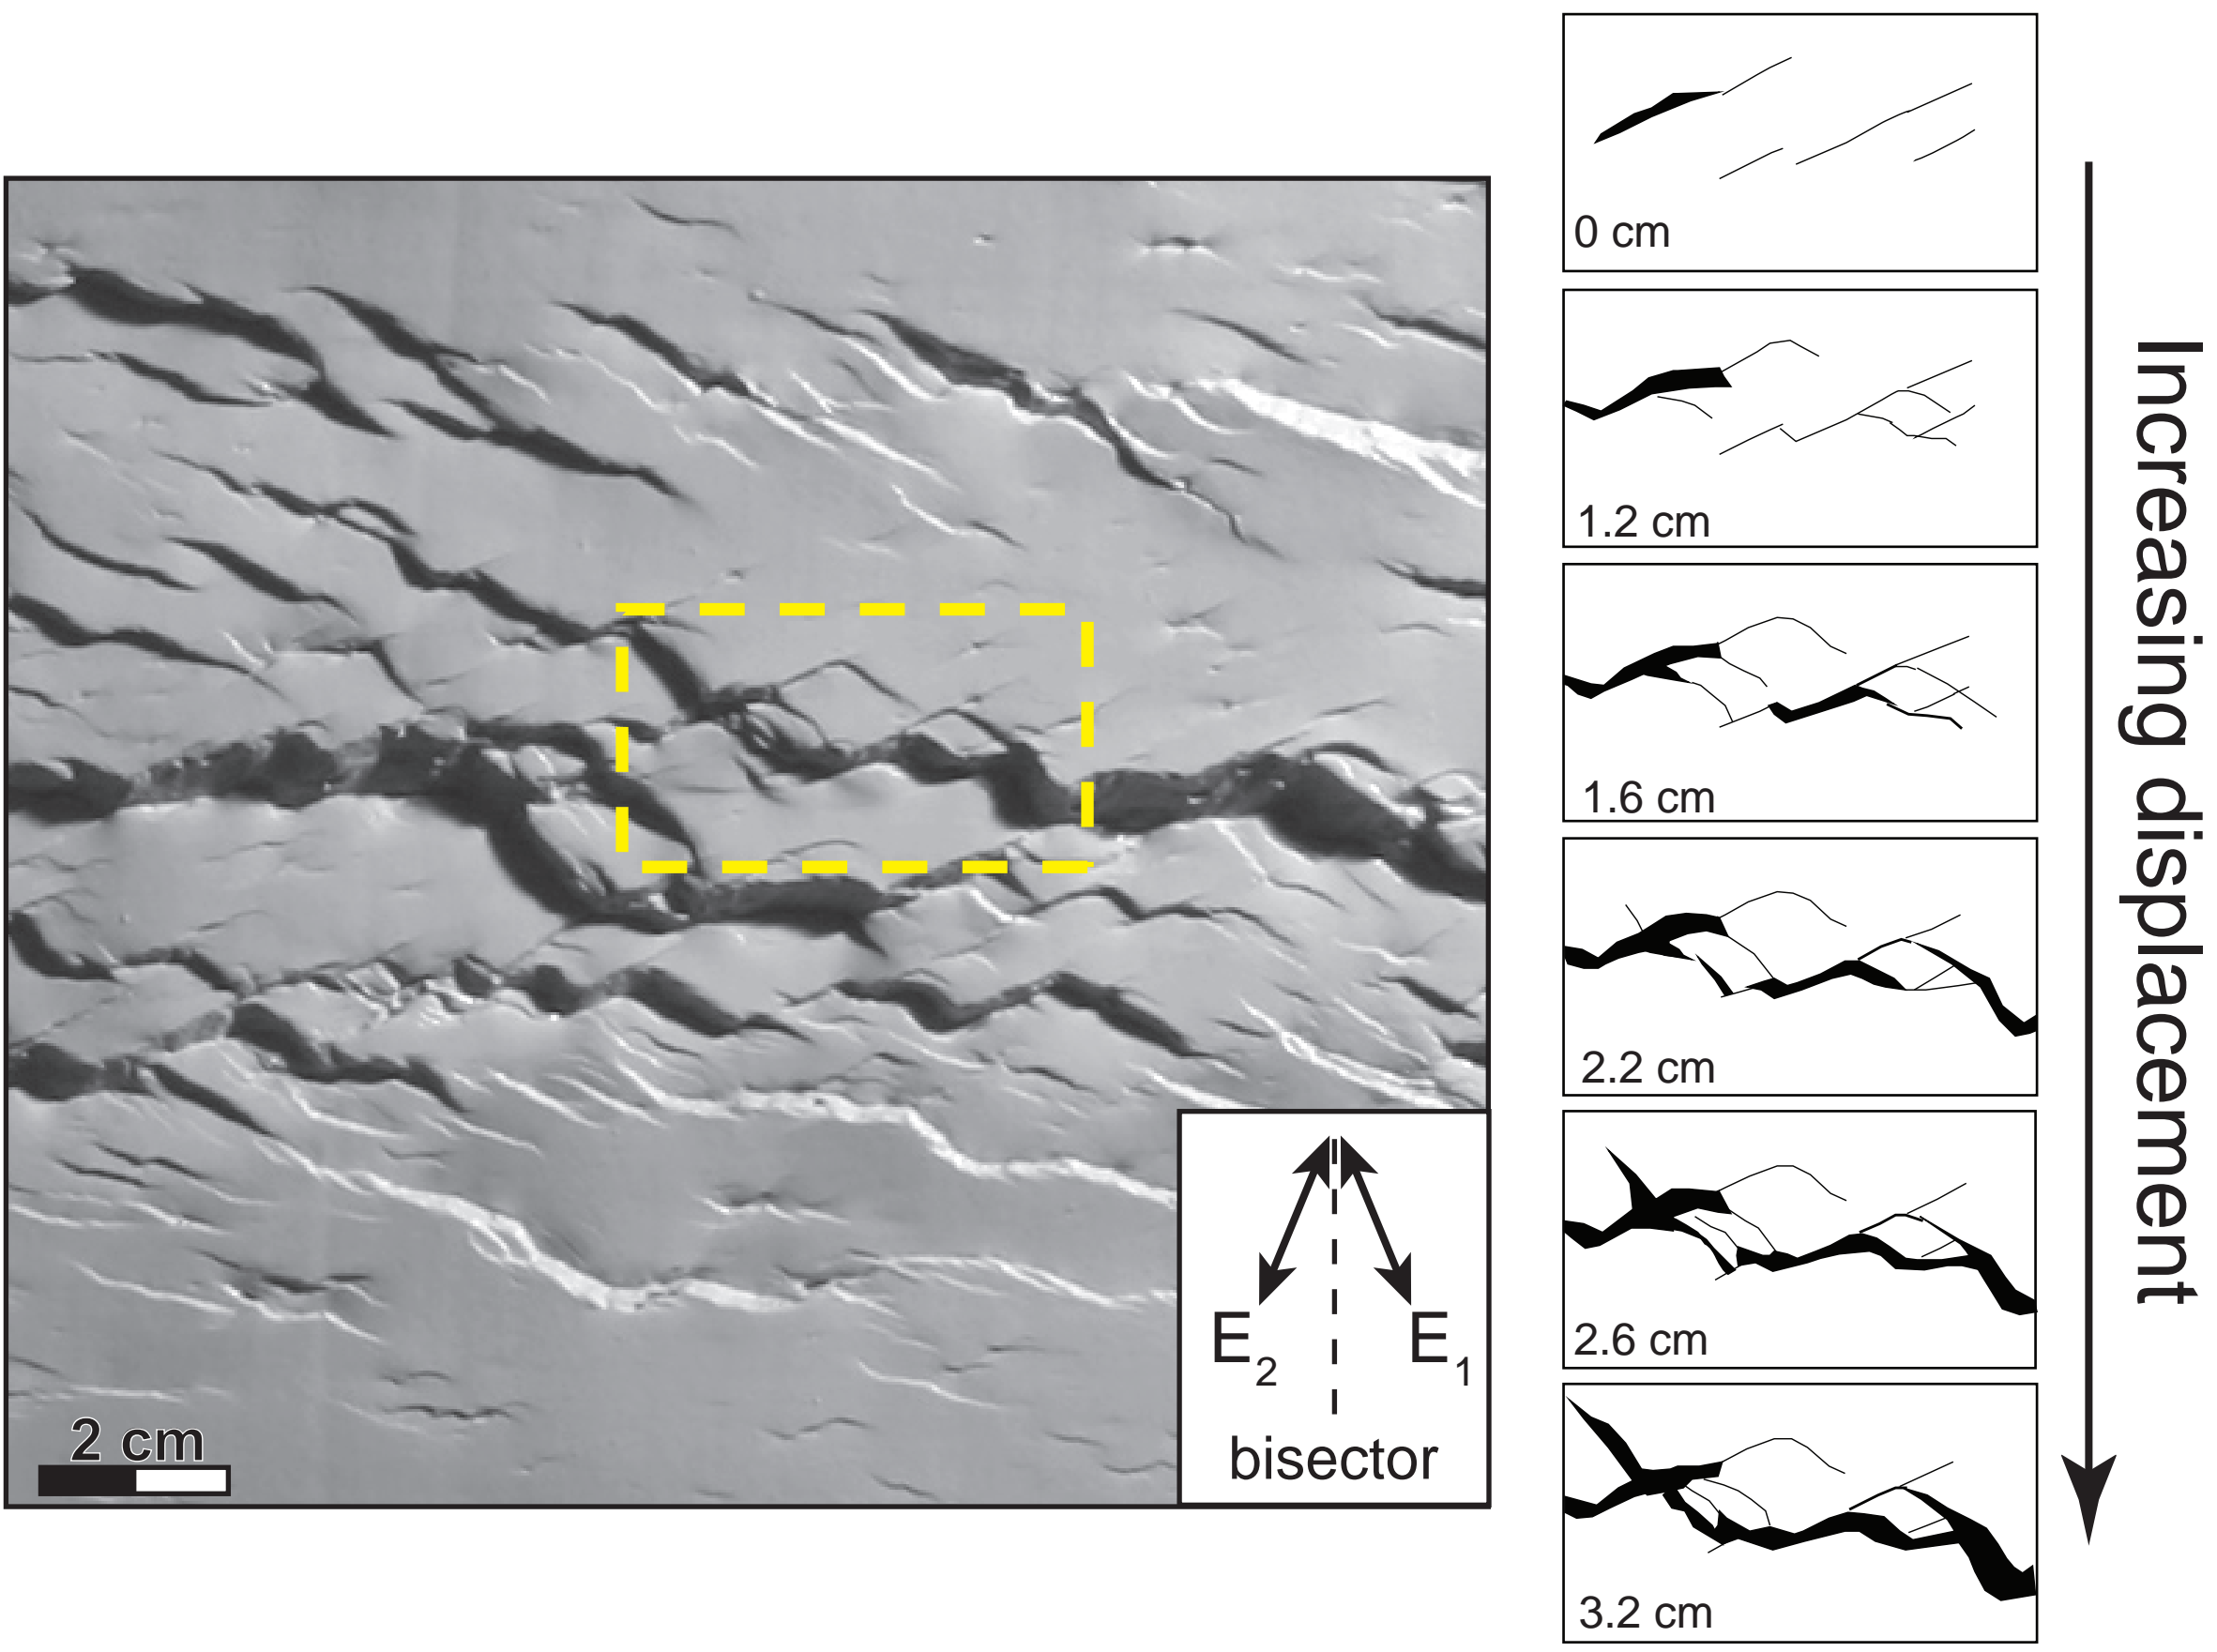 2 cm
E2
E1
bisector
0 cm
1.2 cm
1.6 cm
2.2 cm
2.6 cm
3.2 cm
Increasing displacement